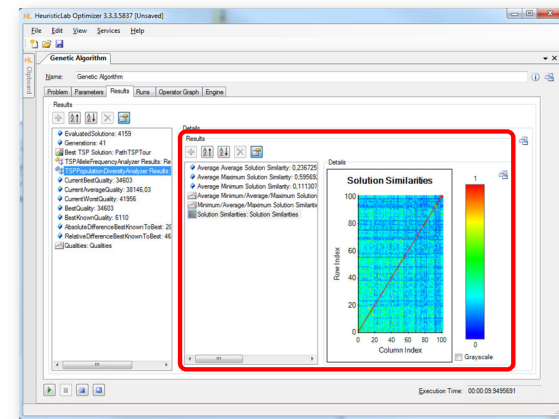 HeuristicLab Optimizer 3.3.3.5837 [Unsaved]
File Edit View Services Help
Clipboard
Genetic Algorithm
Name: Genetic Algorithm
Problem Parameters Results Runs Operator Graph Engine
Results
EvaluatedSolutions: 4159
Generations: 41
Best TSP Solution: PathTSPTour
TSPAlleleFrequencyAnalyzer Results: Re
TSPPopulationDiversityAnalyzer Results
CurrentBestQuality: 34603
CurrentAverageQuality: 38146,03
CurrentWorstQuality: 41956
BestQuality: 34603
BestKnownQuality: 6110
AbsoluteDifferenceBestKnownToBest: 28
RelativeDifferenceBestKnownToBest: 46
Qualities: Qualities
Details
Results
Average Average Solution Similarity: 0,236725
Average Maximum Solution Similarity: 0,595692
Average Minimum Solution Similarity: 0,111307
Average Minimum/Average/Maximum Solution
Minimum/Average/Maximum Solution Similaritie
Solution Similarities: Solution Similarities
Details
Solution Similarities
1
100
80
60
40
20
0
Row Index
0 20 40 60 80 100
Column Index
0
Grayscale
Execution Time: 00:00:09.9495691